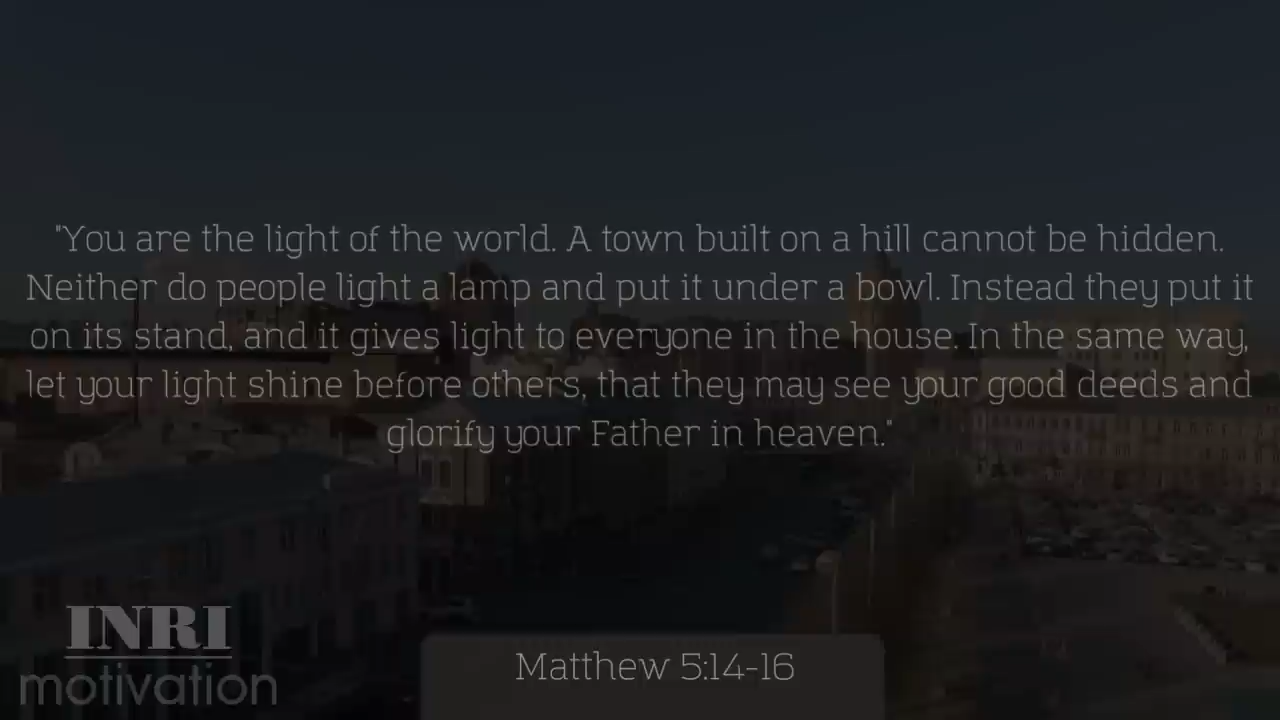 "You are the light of the world. A town built on a hill cannot be hidden.
Neither do people light a lamp and put it under a bowl. Instead they put it
on its stand, and it gives light to everyone in the house. In the same way,
let your light shine before others, that they may see your good deeds and
glorify your Father in heaven."
INRI
motivation
Matthew 5:14-16